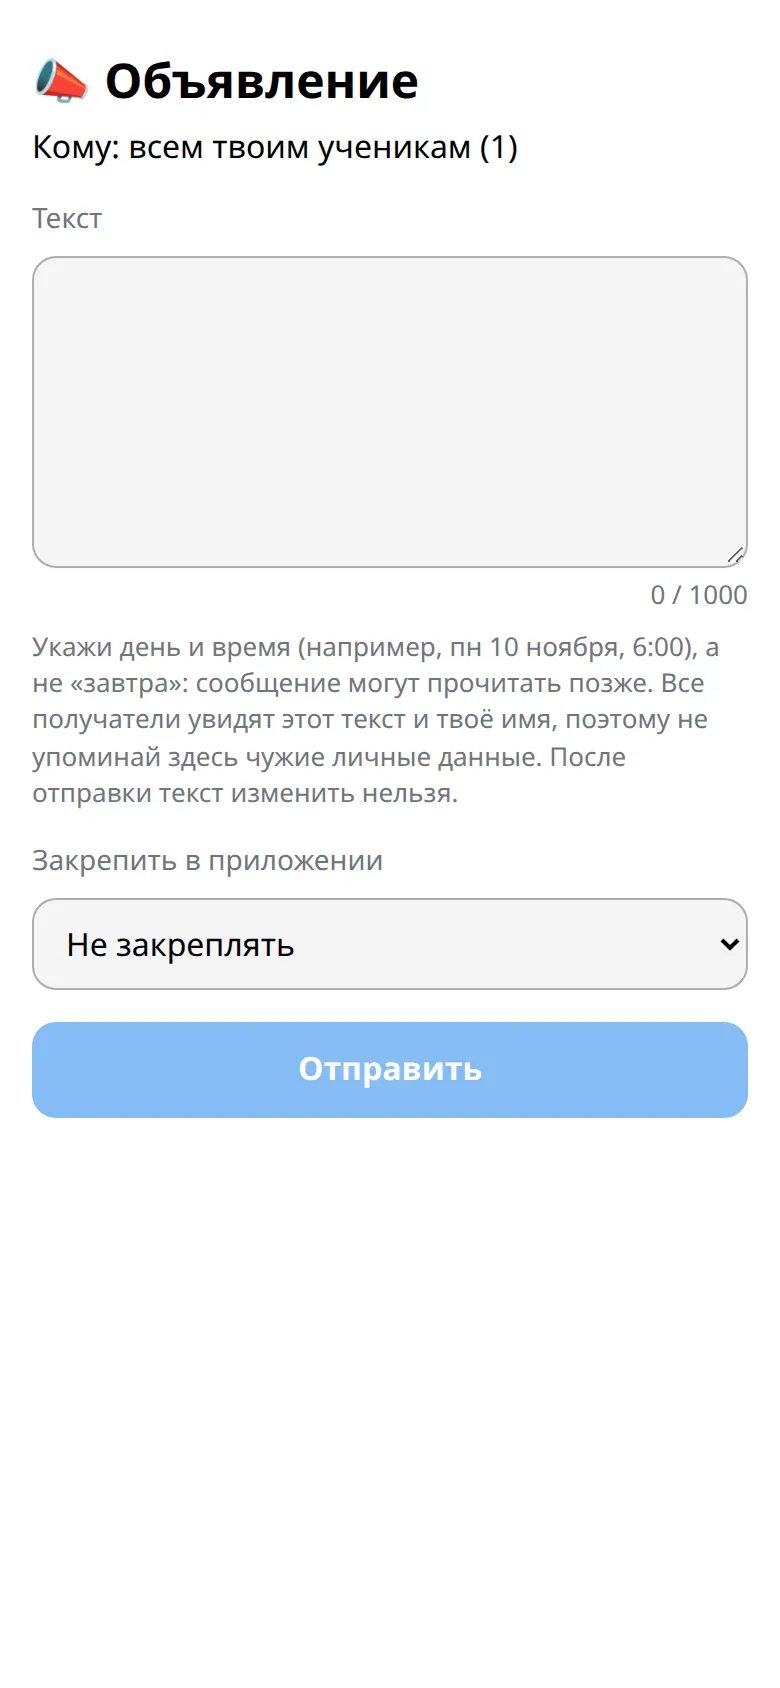 📣 Объявление
Кому: всем твоим ученикам (1)
Текст
0 / 1000
Укажи день и время (например, пн 10 ноября, 6:00), а
не «завтра»: сообщение могут прочитать позже. Все
получатели увидят этот текст и твоё имя, поэтому не
упоминай здесь чужие личные данные. После
отправки текст изменить нельзя.
Закрепить в приложении
Не закреплять
Отправить